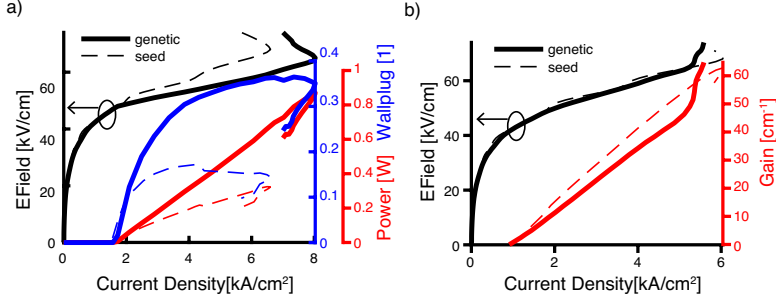 a)
genetic
seed
EField [kV/cm]
60
40
20
0
0 2 4 6 8
Current Density[kA/cm²]
0.4
0.3
0.2
0.1
0
Wallplug [1]
1
0.8
0.6
0.4
0.2
0
Power [W]
b)
genetic
seed
EField [kV/cm]
60
40
20
0
0 1 2 3 4 5 6
Current Density[kA/cm²]
60
50
40
30
20
10
0
Gain [cm⁻¹]